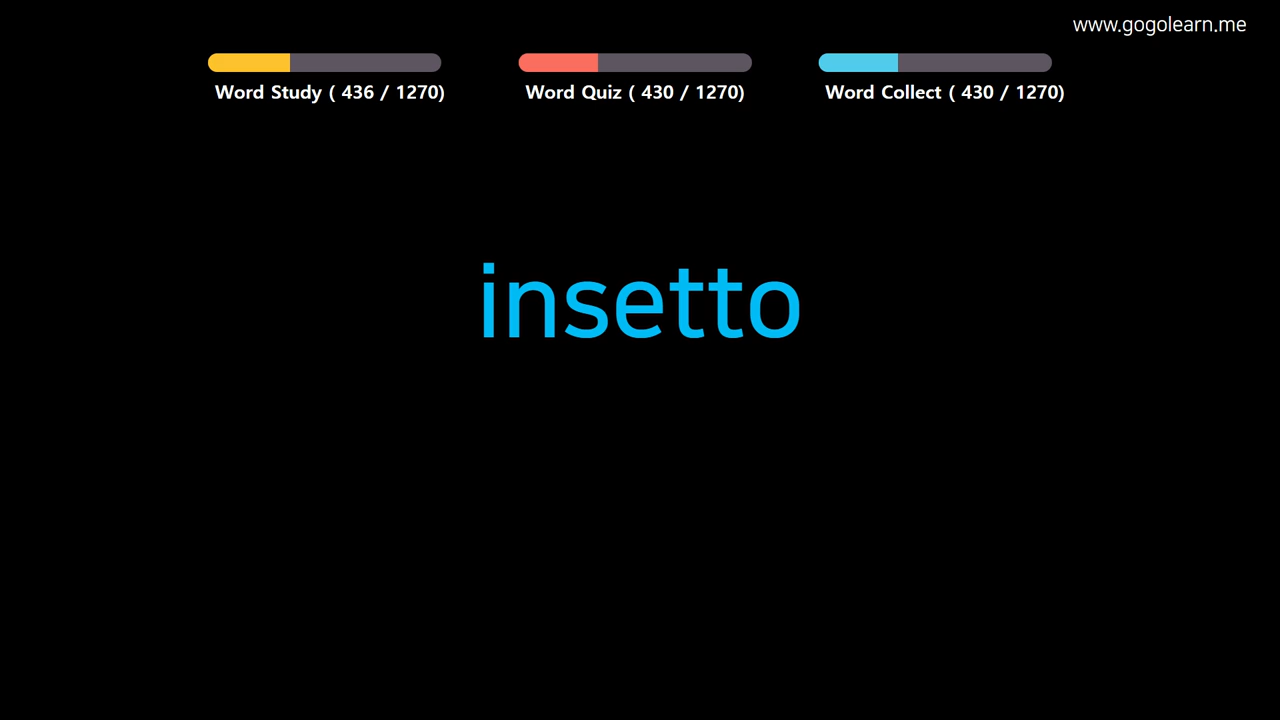 www.gogolearn.me
Word Study ( 436 / 1270)
Word Quiz ( 430 / 1270)
Word Collect ( 430 / 1270)
insetto